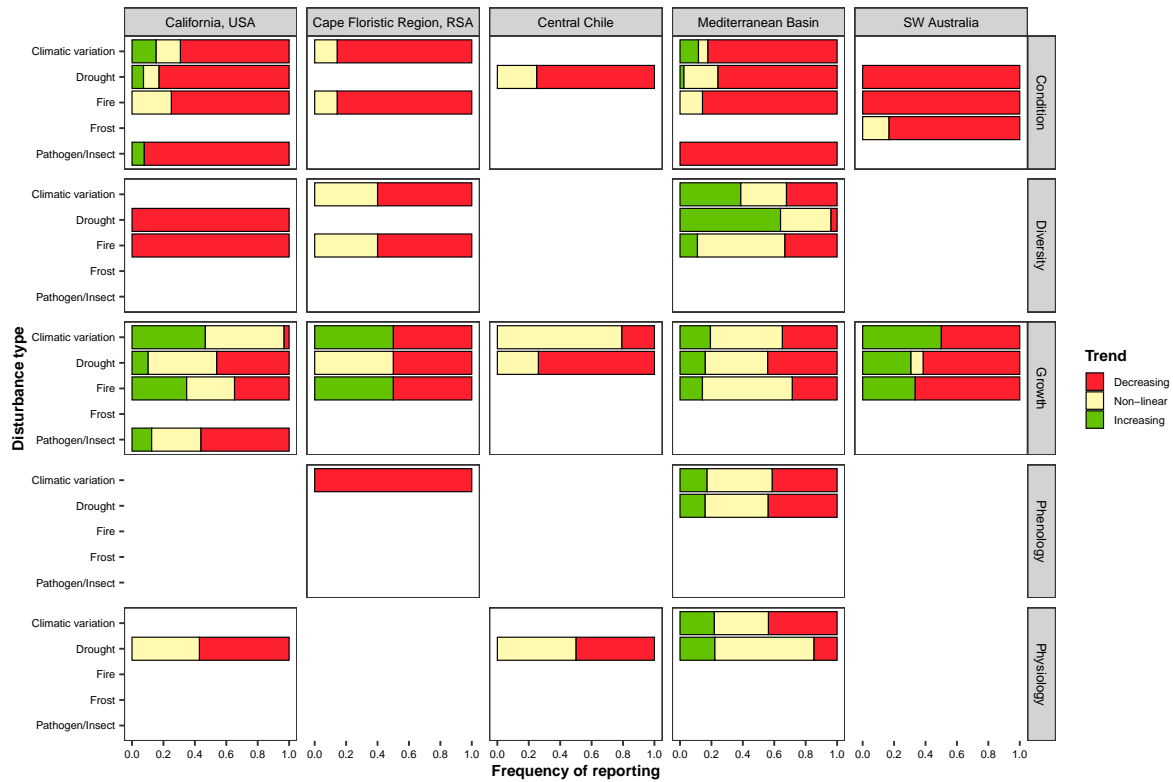 California, USA
Cape Floristic Region, RSA
Central Chile
Mediterranean Basin
SW Australia
Disturbance type
Climatic variation
Drought
Fire
Frost
Pathogen/Insect
Condition
Climatic variation
Drought
Fire
Frost
Pathogen/Insect
Diversity
Climatic variation
Drought
Fire
Frost
Pathogen/Insect
Growth
Climatic variation
Drought
Fire
Frost
Pathogen/Insect
Phenology
Climatic variation
Drought
Fire
Frost
Pathogen/Insect
Physiology
0.0 0.2 0.4 0.6 0.8 1.0
0.0 0.2 0.4 0.6 0.8 1.0
0.0 0.2 0.4 0.6 0.8 1.0
0.0 0.2 0.4 0.6 0.8 1.0
0.0 0.2 0.4 0.6 0.8 1.0
Frequency of reporting
Trend
Decreasing
Non−linear
Increasing